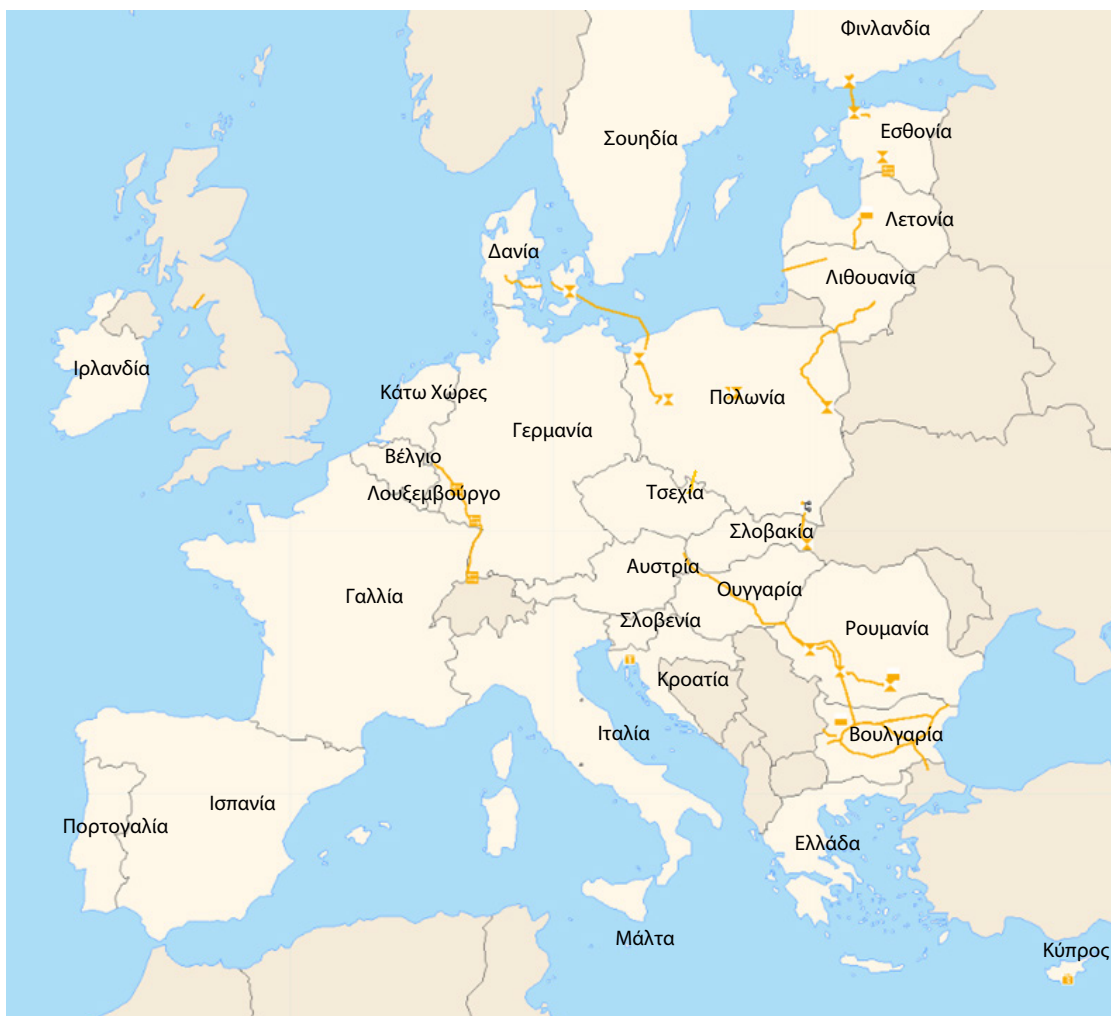 Φινλανδία
Εσθονία
Σουηδία
Λετονία
Δανία
Λιθουανία
Ιρλανδία
Κάτω Χώρες
Πολωνία
Γερμανία
Βέλγιο
Λουξεμβούργο
Τσεχία
Σλοβακία
Αυστρία
Ουγγαρία
Γαλλία
Σλοβενία
Ρουμανία
Κροατία
Ιταλία
Βουλγαρία
Ισπανία
Πορτογαλία
Ελλάδα
Μάλτα
Κύπρος